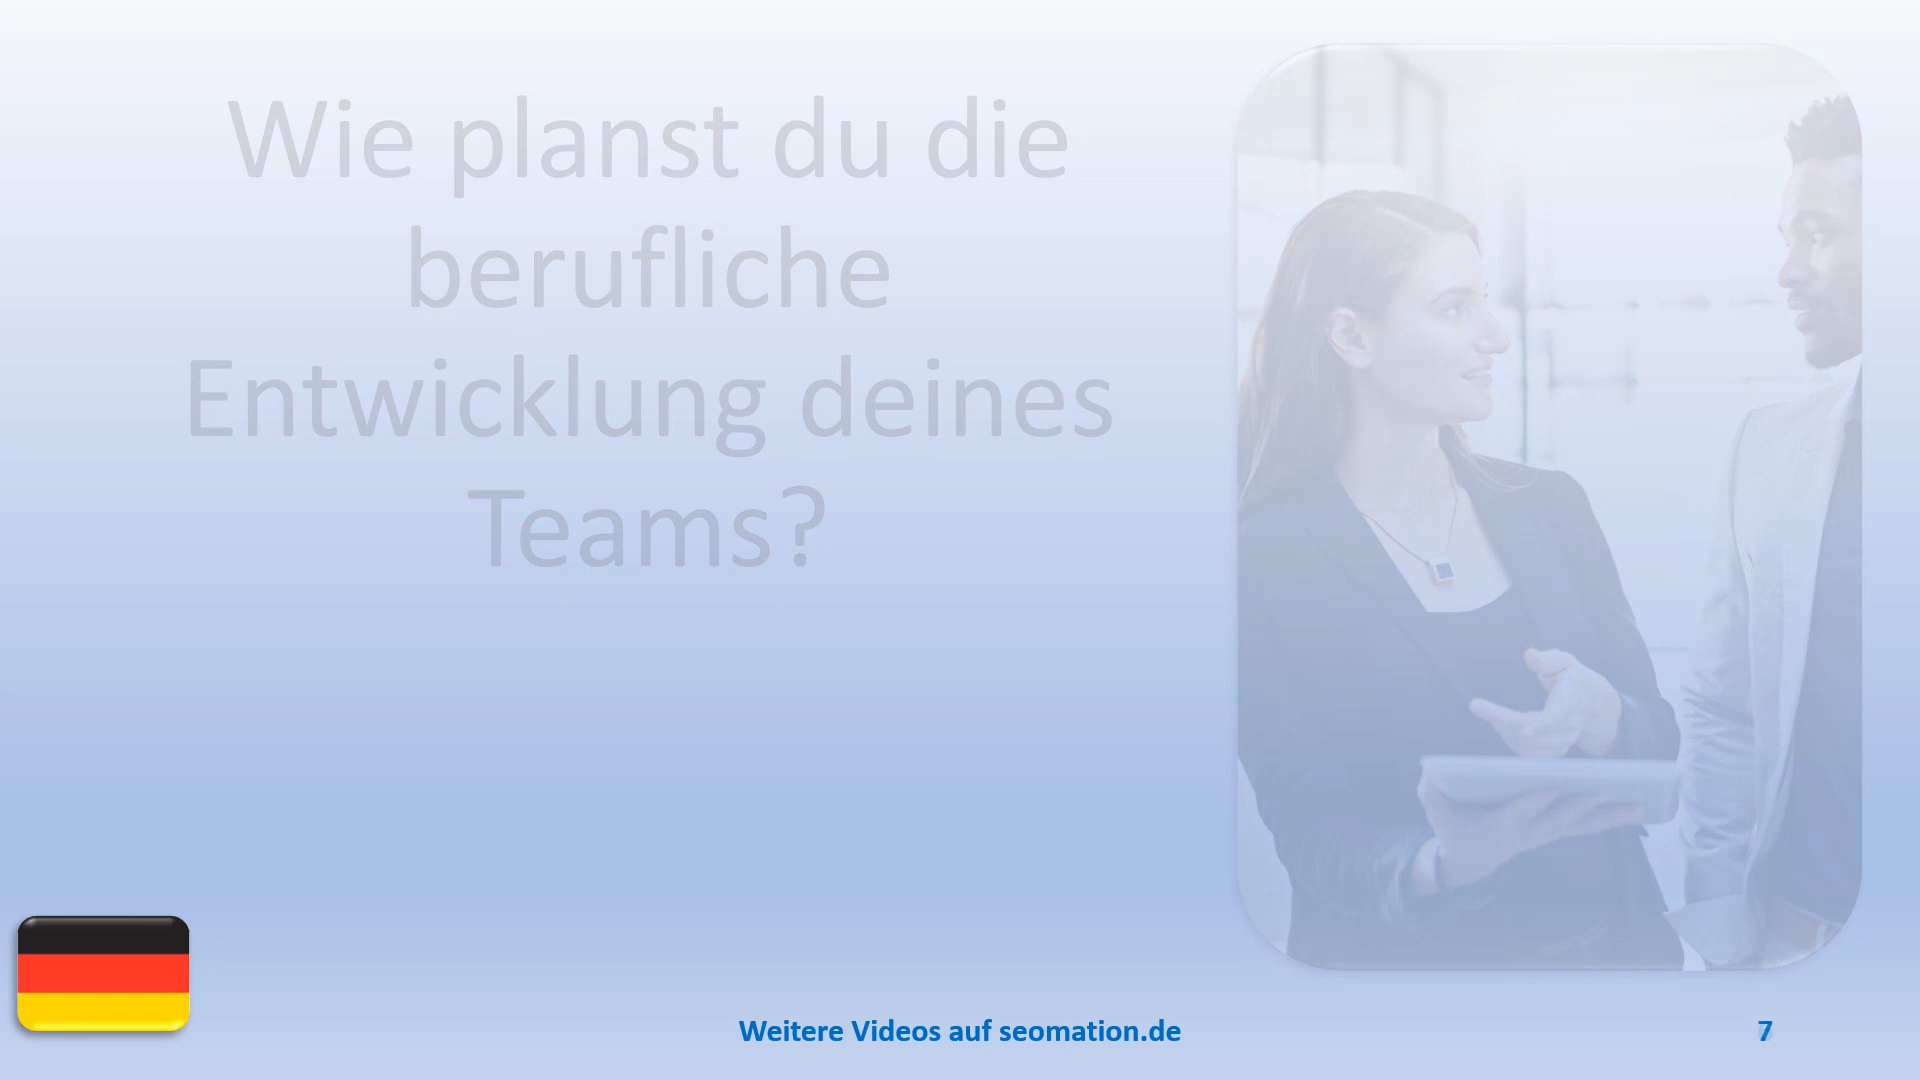 Wie planst du die
berufliche
Entwicklung deines
Teams?
Weitere Videos auf seomation.de
7